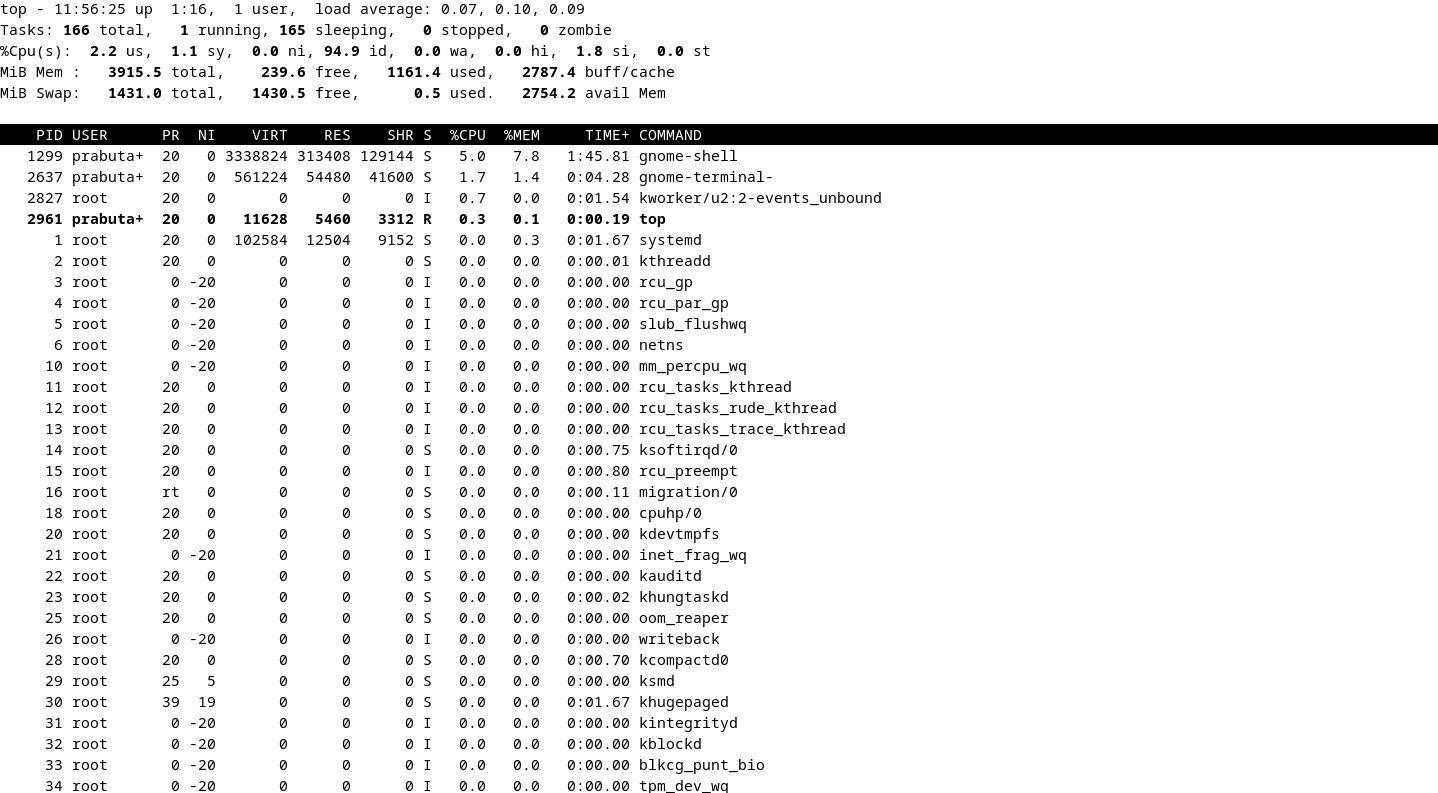 top - 11:56:25 up  1:16,  1 user,  load average: 0.07, 0.10, 0.09
Tasks: 166 total,   1 running, 165 sleeping,   0 stopped,   0 zombie
%Cpu(s):  2.2 us,  1.1 sy,  0.0 ni, 94.9 id,  0.0 wa,  0.0 hi,  1.8 si,  0.0 st
MiB Mem :   3915.5 total,    239.6 free,   1161.4 used,   2787.4 buff/cache
MiB Swap:   1431.0 total,   1430.5 free,      0.5 used.   2754.2 avail Mem
PID USER      PR  NI    VIRT    RES    SHR S  %CPU  %MEM     TIME+ COMMAND
1299 prabuta+  20   0 3338824 313408 129144 S   5.0   7.8   1:45.81 gnome-shell
2637 prabuta+  20   0  561224  54480  41600 S   1.7   1.4   0:04.28 gnome-terminal-
2827 root      20   0       0      0      0 I   0.7   0.0   0:01.54 kworker/u2:2-events_unbound
2961 prabuta+  20   0   11628   5460   3312 R   0.3   0.1   0:00.19 top
1 root      20   0  102584  12504   9152 S   0.0   0.3   0:01.67 systemd
2 root      20   0       0      0      0 S   0.0   0.0   0:00.01 kthreadd
3 root       0 -20       0      0      0 I   0.0   0.0   0:00.00 rcu_gp
4 root       0 -20       0      0      0 I   0.0   0.0   0:00.00 rcu_par_gp
5 root       0 -20       0      0      0 I   0.0   0.0   0:00.00 slub_flushwq
6 root       0 -20       0      0      0 I   0.0   0.0   0:00.00 netns
10 root       0 -20       0      0      0 I   0.0   0.0   0:00.00 mm_percpu_wq
11 root      20   0       0      0      0 I   0.0   0.0   0:00.00 rcu_tasks_kthread
12 root      20   0       0      0      0 I   0.0   0.0   0:00.00 rcu_tasks_rude_kthread
13 root      20   0       0      0      0 I   0.0   0.0   0:00.00 rcu_tasks_trace_kthread
14 root      20   0       0      0      0 S   0.0   0.0   0:00.75 ksoftirqd/0
15 root      20   0       0      0      0 I   0.0   0.0   0:00.80 rcu_preempt
16 root      rt   0       0      0      0 S   0.0   0.0   0:00.11 migration/0
18 root      20   0       0      0      0 S   0.0   0.0   0:00.00 cpuhp/0
20 root      20   0       0      0      0 S   0.0   0.0   0:00.00 kdevtmpfs
21 root       0 -20       0      0      0 I   0.0   0.0   0:00.00 inet_frag_wq
22 root      20   0       0      0      0 S   0.0   0.0   0:00.00 kauditd
23 root      20   0       0      0      0 S   0.0   0.0   0:00.02 khungtaskd
25 root      20   0       0      0      0 S   0.0   0.0   0:00.00 oom_reaper
26 root       0 -20       0      0      0 I   0.0   0.0   0:00.00 writeback
28 root      20   0       0      0      0 S   0.0   0.0   0:00.70 kcompactd0
29 root      25   5       0      0      0 S   0.0   0.0   0:00.00 ksmd
30 root      39  19       0      0      0 S   0.0   0.0   0:01.67 khugepaged
31 root       0 -20       0      0      0 I   0.0   0.0   0:00.00 kintegrityd
32 root       0 -20       0      0      0 I   0.0   0.0   0:00.00 kblockd
33 root       0 -20       0      0      0 I   0.0   0.0   0:00.00 blkcg_punt_bio
34 root       0 -20       0      0      0 I   0.0   0.0   0:00.00 tpm_dev_wq